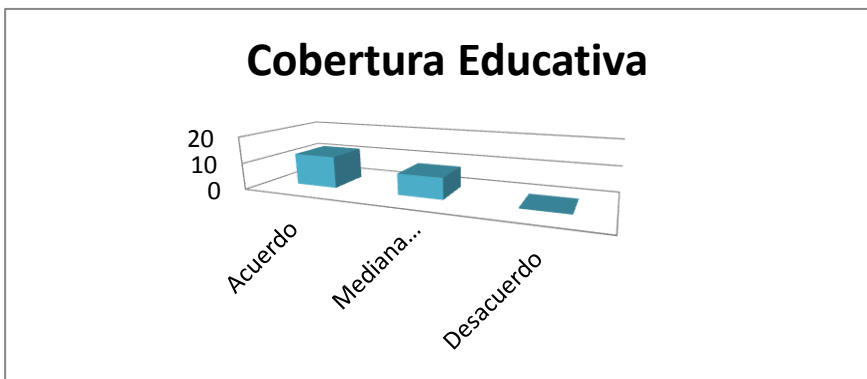 Cobertura Educativa
20
10
0
Acuerdo
Mediana...
Desacuerdo